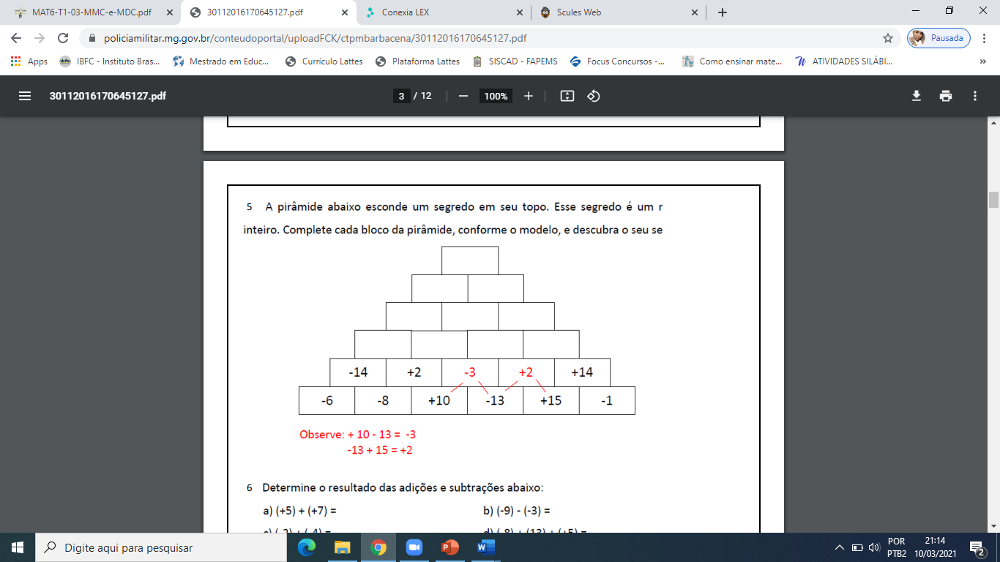 MAT6-T1-03-MMC-e-MDC.pdf
30112016170645127.pdf
Conexia LEX
Scules Web
policiamilitar.mg.gov.br/conteudoportal/uploadFCK/ctpmbarbacena/30112016170645127.pdf
Pausada
Apps
IBFC - Instituto Bras...
Mestrado em Educ...
Currículo Lattes
Plataforma Lattes
SISCAD - FAPEMS
Focus Concursos -...
Como ensinar mate...
ATIVIDADES SILÁBI...
30112016170645127.pdf
3 / 12
100%
5 A pirâmide abaixo esconde um segredo em seu topo. Esse segredo é um r
inteiro. Complete cada bloco da pirâmide, conforme o modelo, e descubra o seu se
-14 +2 -3 +2 +14
-6 -8 +10 -13 +15 -1
Observe: + 10 - 13 = -3
-13 + 15 = +2
6 Determine o resultado das adições e subtrações abaixo:
a) (+5) + (+7) =
b) (-9) - (-3) =
c) (-2) + (-4) =
d) (-8) + (13) + (+5) =
Digite aqui para pesquisar
POR
PTB2
21:14
10/03/2021
2